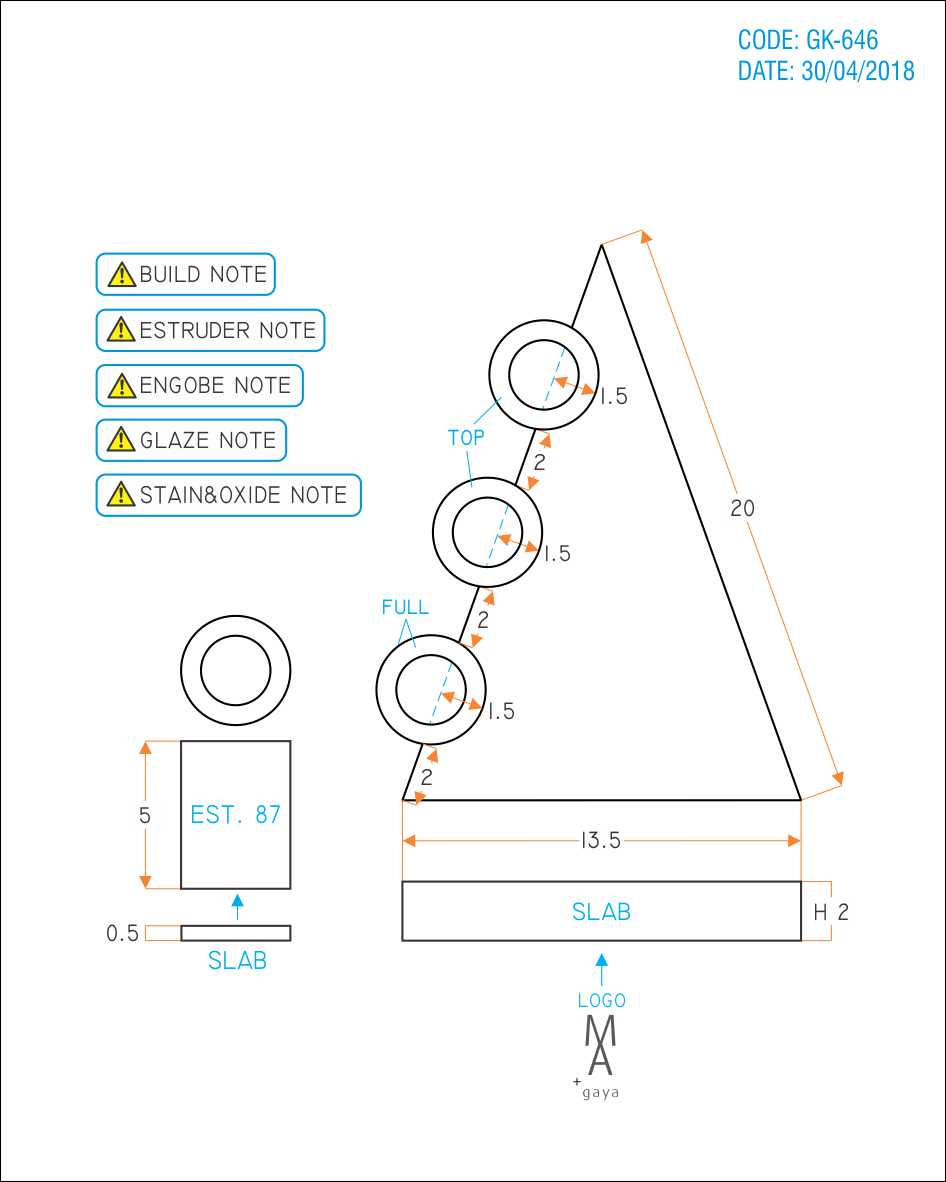 CODE: GK-646
DATE: 30/04/2018
BUILD NOTE
ESTRUDER NOTE
ENGOBE NOTE
GLAZE NOTE
STAIN&OXIDE NOTE
1.5
TOP
2
20
1.5
FULL
2
1.5
2
5
EST. 87
13.5
0.5
SLAB
SLAB
H 2
LOGO
MA
+gaya